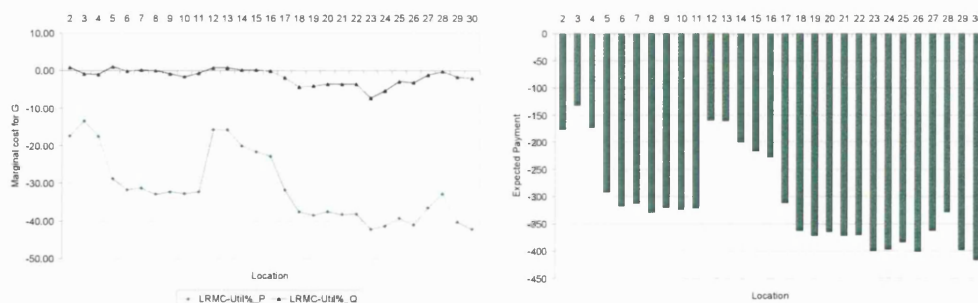 2 3 4 5 6 7 8 9 10 11 12 13 14 15 16 17 18 19 20 21 22 23 24 25 26 27 28 29 30
10.00
0.00
-10.00
-20.00
-30.00
-40.00
-50.00
Marginal cost for G
Location
LRMC-Util%_P LRMC-Util%_Q
2 3 4 5 6 7 8 9 10 11 12 13 14 15 16 17 18 19 20 21 22 23 24 25 26 27 28 29 30
0
-50
-100
-150
-200
-250
-300
-350
-400
-450
Expected Payment
Location